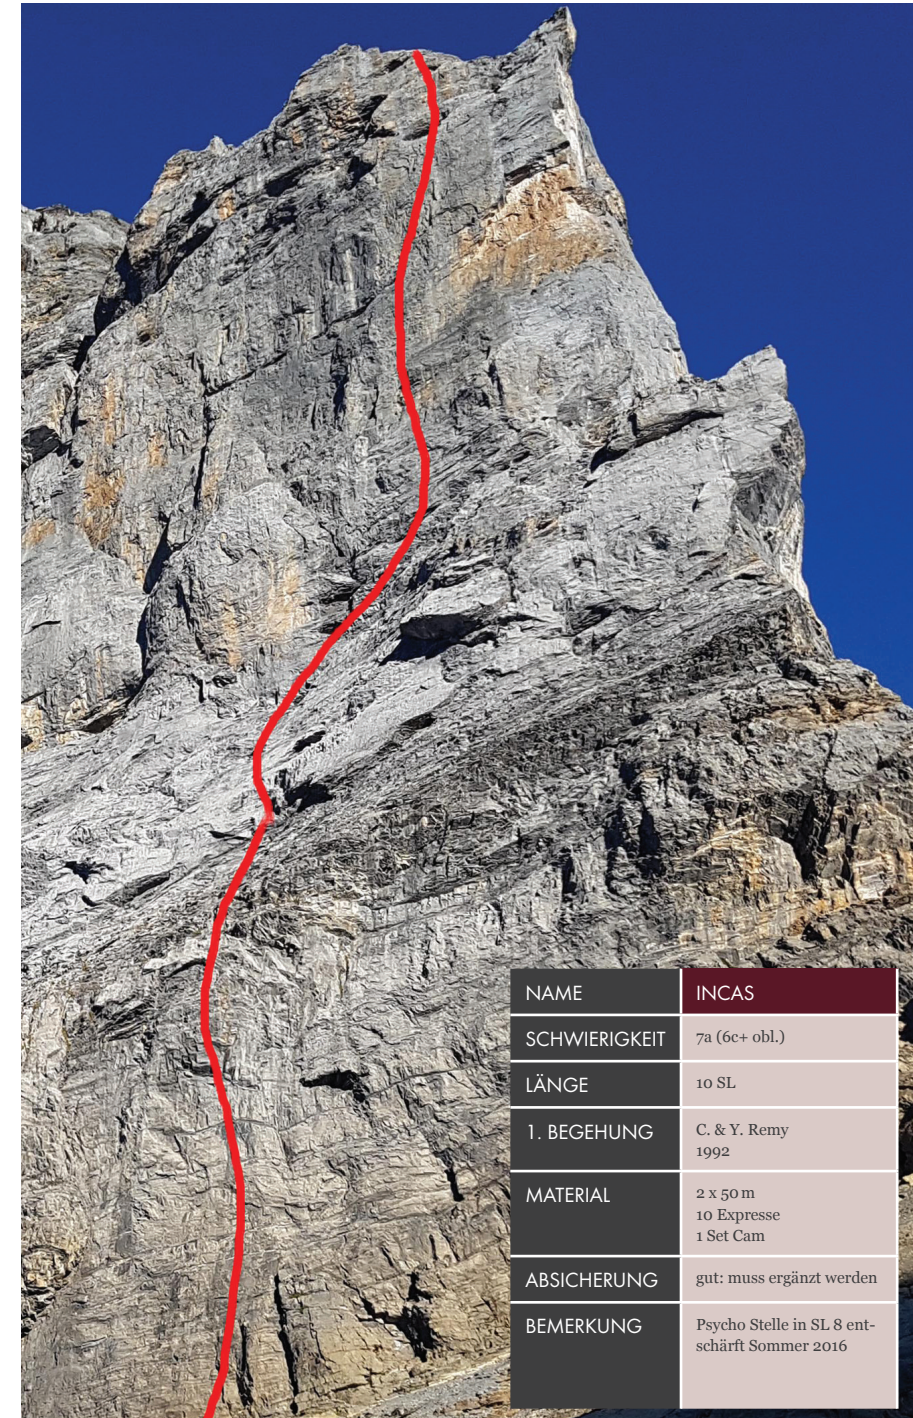 NAME INCAS
SCHWIERIGKEIT 7a (6c+ obl.)
LÄNGE 10 SL
1. BEGEHUNG C. & Y. Remy
1992
MATERIAL 2 x 50 m
10 Expresse
1 Set Cam
ABSICHERUNG gut: muss ergänzt werden
BEMERKUNG Psycho Stelle in SL 8 ent-
schärft Sommer 2016